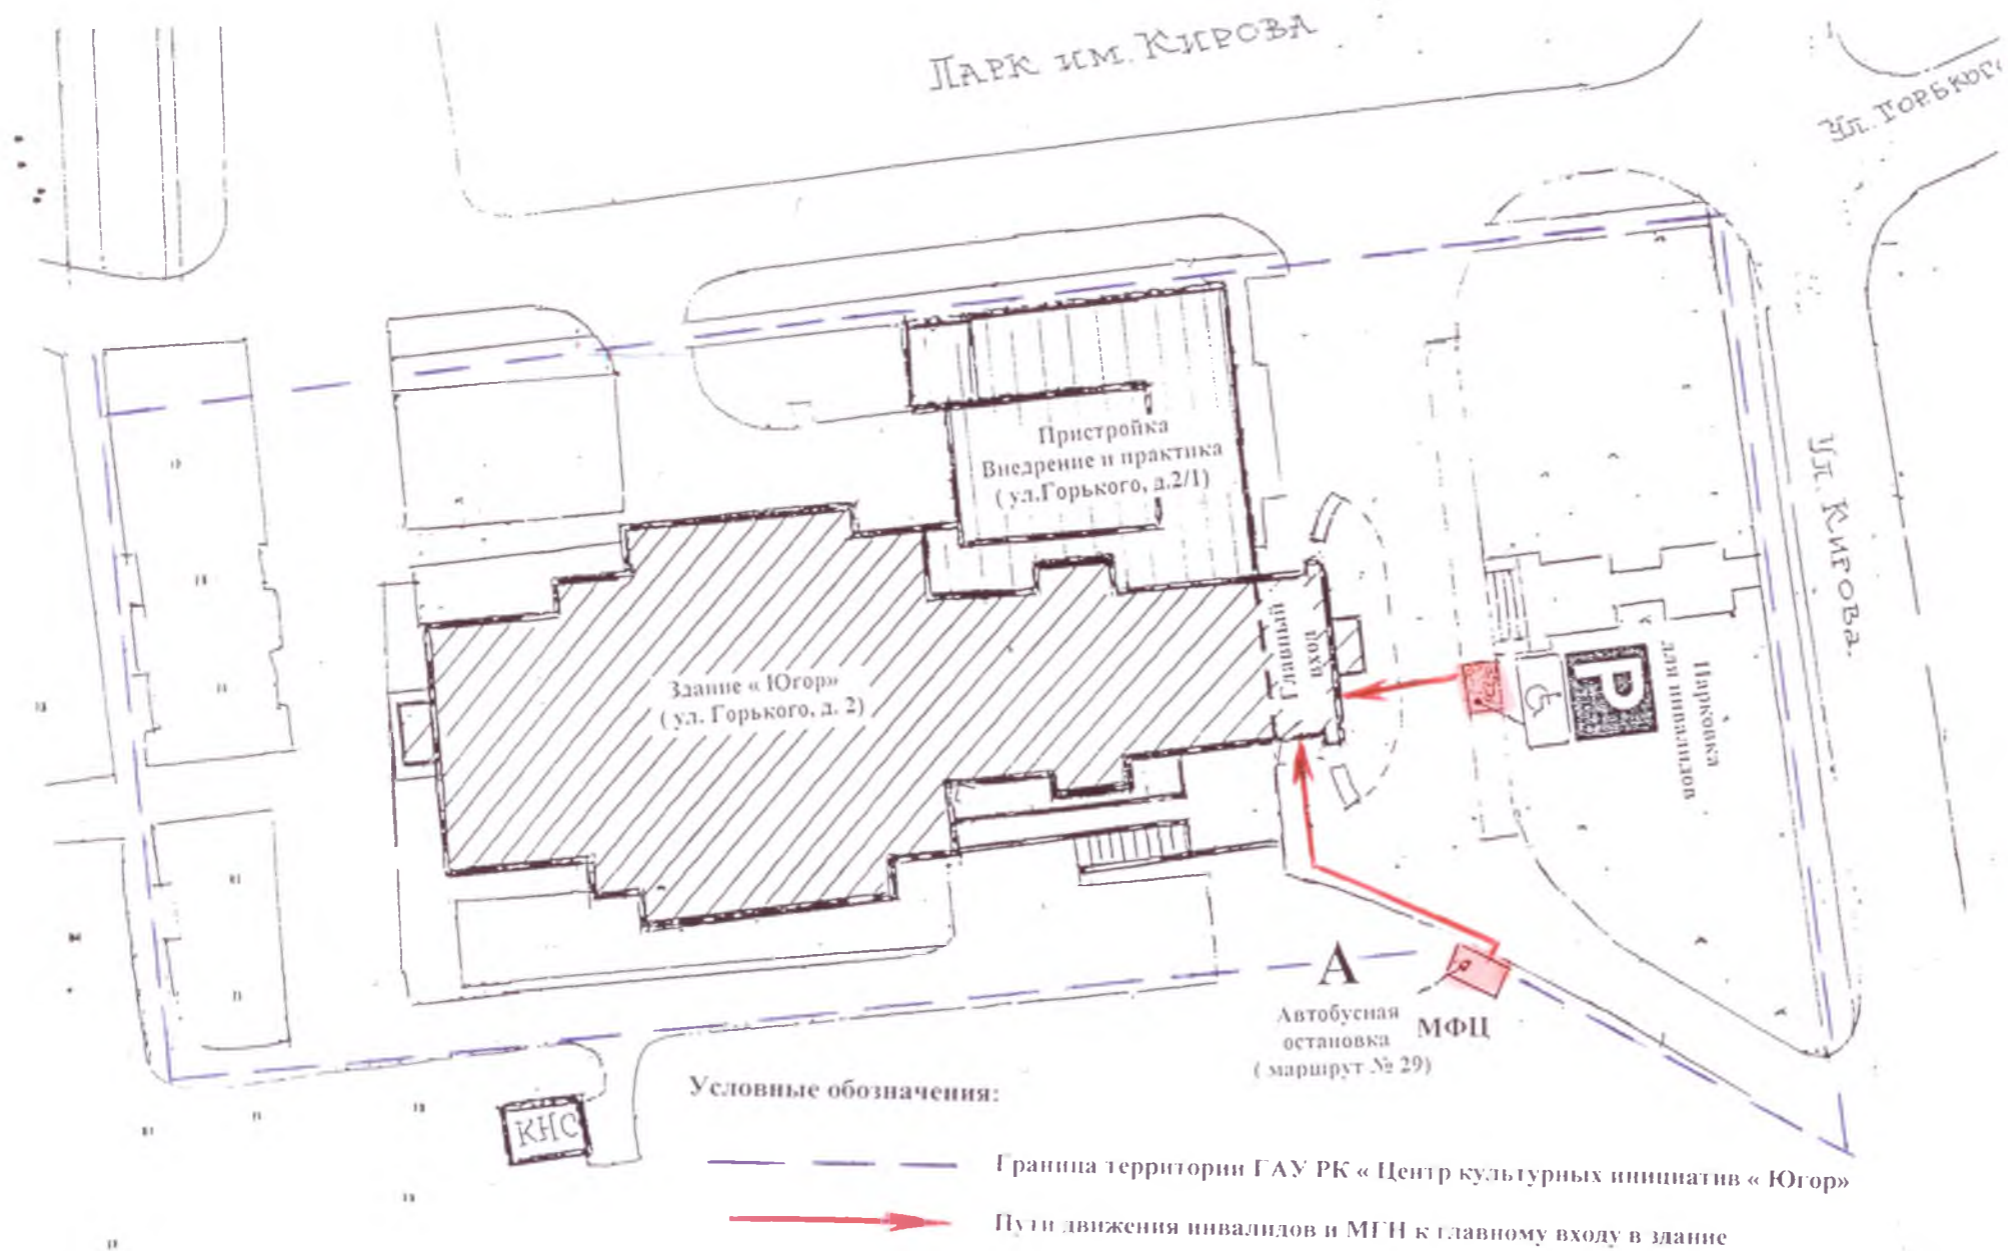 ПАРК ИМ. КИРОВА
Ул. ГОРЬКОГО
Ул. КИРОВА.
Пристройка
Внедрение и практика
( ул.Горького, д.2/1)
Главный
вход
Здание « Югор»
( ул. Горького, д. 2)
Р
Парковка
для инвалидов
А
Автобусная
остановка
( маршрут № 29)
МФЦ
КНС
Условные обозначения:
Граница территории ГАУ РК « Центр культурных инициатив « Югор»
Пути движения инвалидов и МГН к главному входу в здание